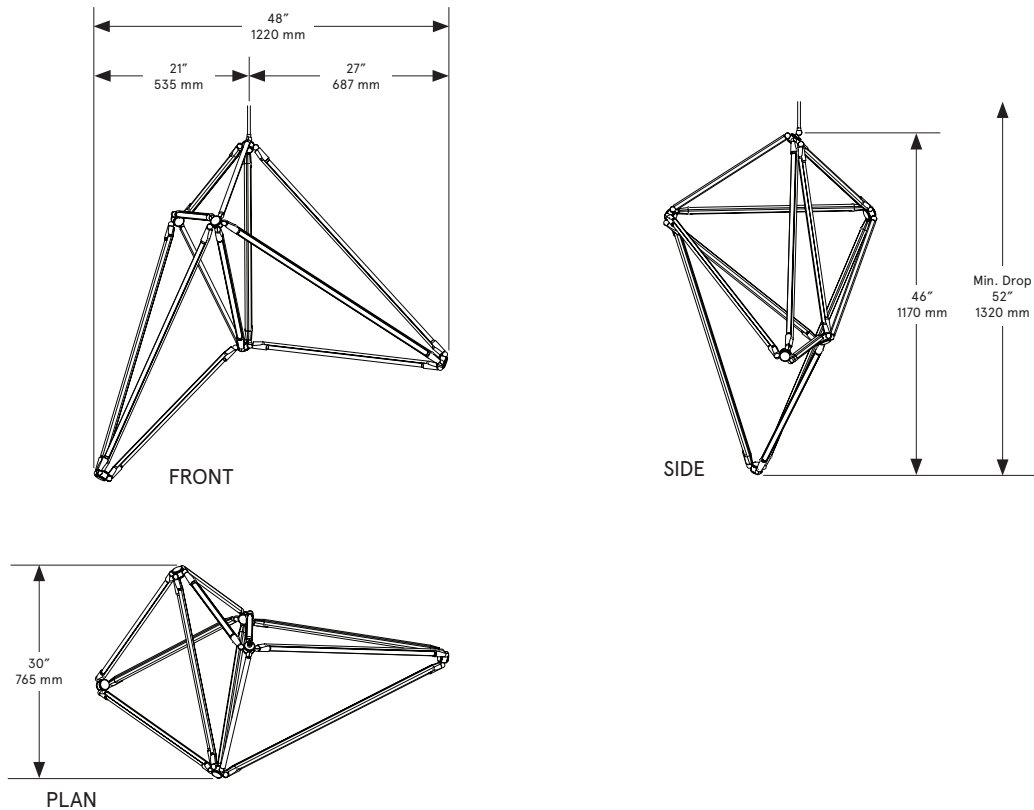 48”
1220 mm
21”
535 mm
27”
687 mm
FRONT
46”
1170 mm
Min. Drop
52”
1320 mm
SIDE
30”
765 mm
PLAN